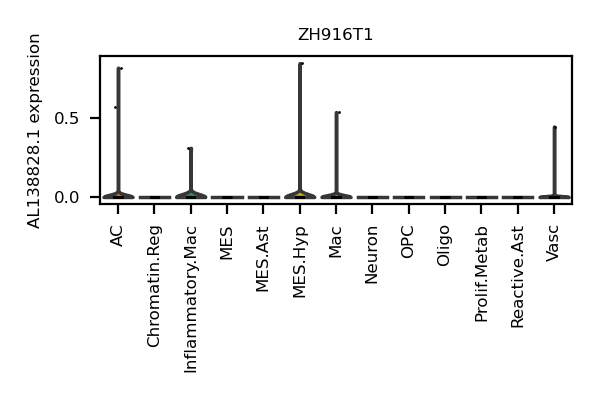 ZH916T1
AL138828.1 expression
0.5
0.0
AC
Chromatin.Reg
Inflammatory.Mac
MES
MES.Ast
MES.Hyp
Mac
Neuron
OPC
Oligo
Prolif.Metab
Reactive.Ast
Vasc